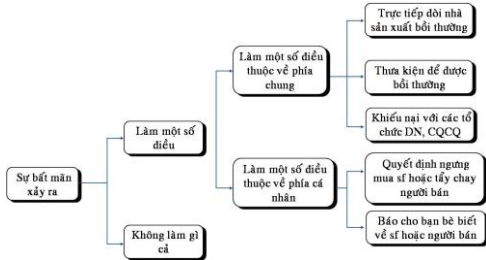 Sự bất mãn
xảy ra
Làm một số
điều
Không làm gì
cả
Làm một số điều
thuộc về phía
chung
Làm một số điều
thuộc về phía cá
nhân
Trực tiếp đòi nhà
sản xuất bồi thường
Thưa kiện để được
bồi thường
Khiếu nại với các tổ
chức DN, CQCQ
Quyết định ngưng
mua sf hoặc tẩy chay
người bán
Báo cho bạn bè biết
về sf hoặc người bán